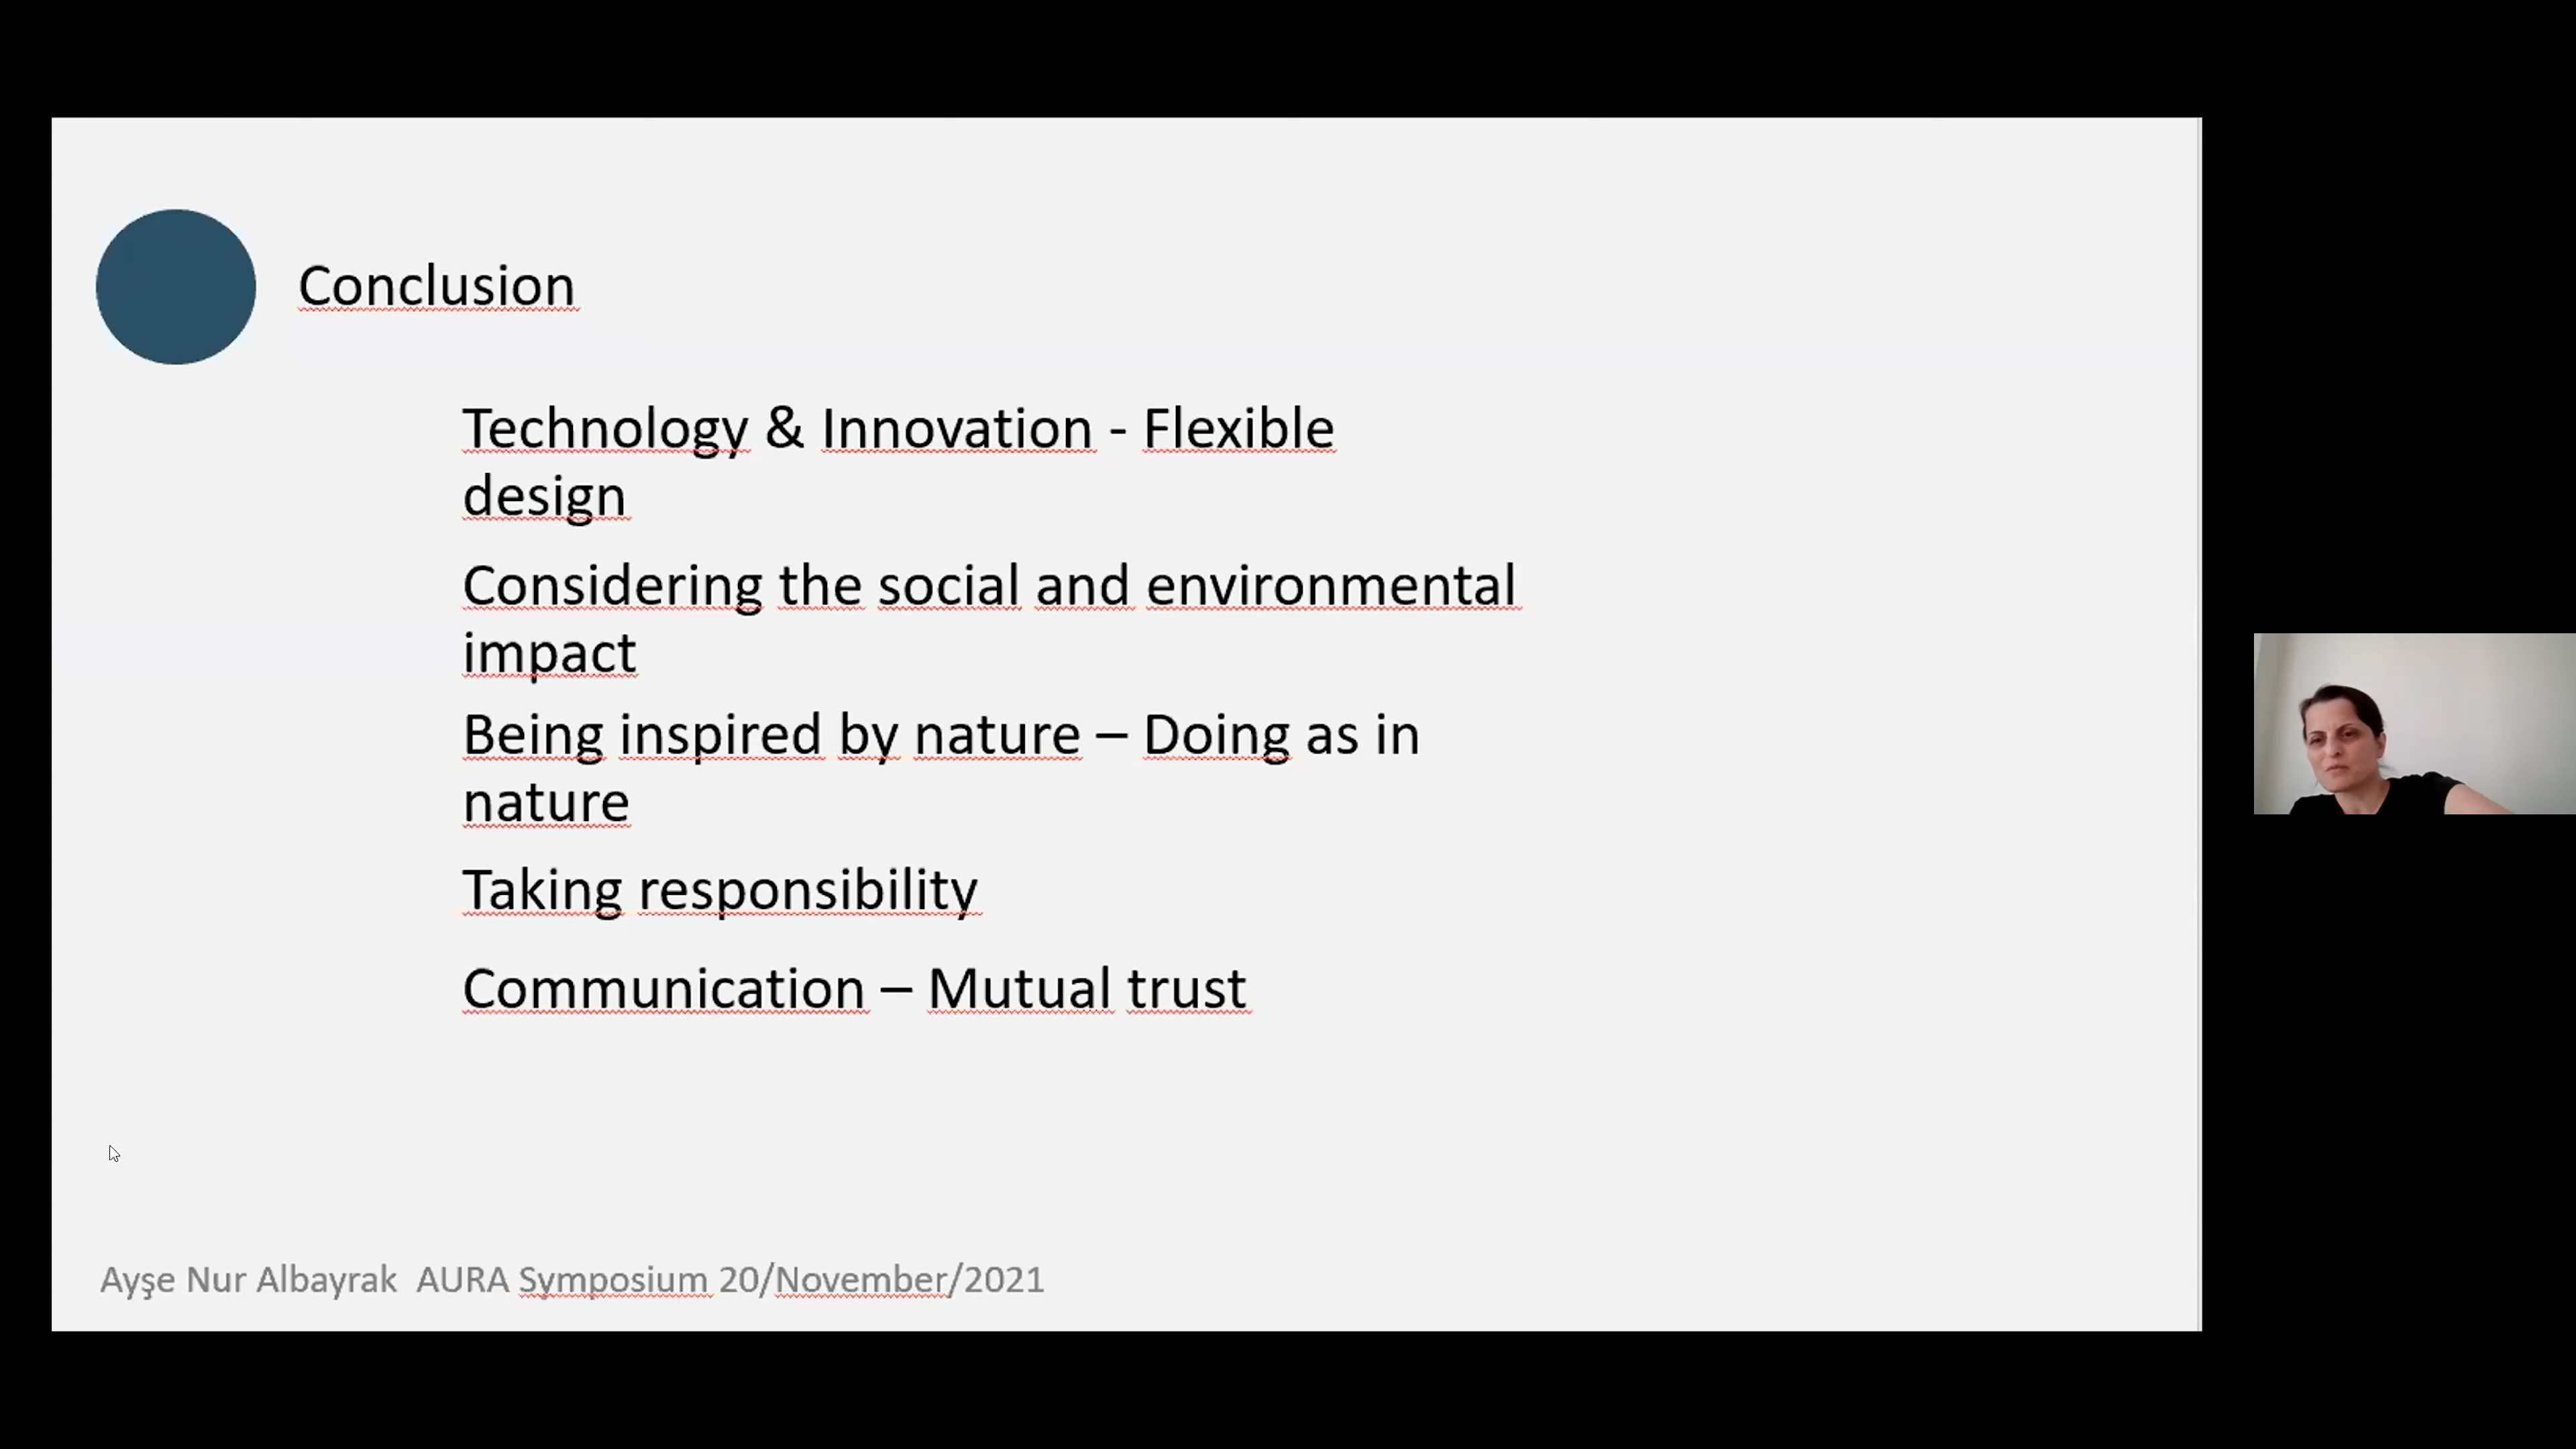 Conclusion
Technology & Innovation - Flexible
design
Considering the social and environmental
impact
Being inspired by nature – Doing as in
nature
Taking responsibility
Communication – Mutual trust
Ayşe Nur Albayrak AURA Symposium 20/November/2021